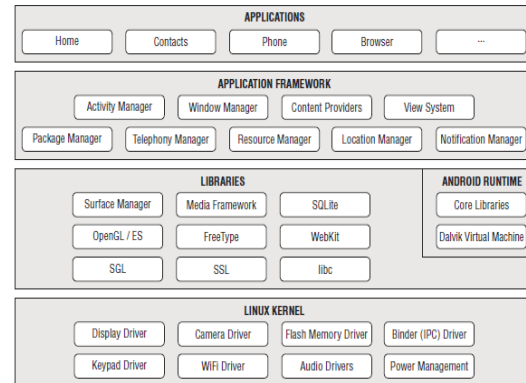 APPLICATIONS
Home Contacts Phone Browser ...
APPLICATION FRAMEWORK
Activity Manager Window Manager Content Providers View System
Package Manager Telephony Manager Resource Manager Location Manager Notification Manager
LIBRARIES ANDROID RUNTIME
Surface Manager Media Framework SQLite Core Libraries
OpenGL / ES FreeType WebKit Dalvik Virtual Machine
SGL SSL libc
LINUX KERNEL
Display Driver Camera Driver Flash Memory Driver Binder (IPC) Driver
Keypad Driver WiFi Driver Audio Drivers Power Management